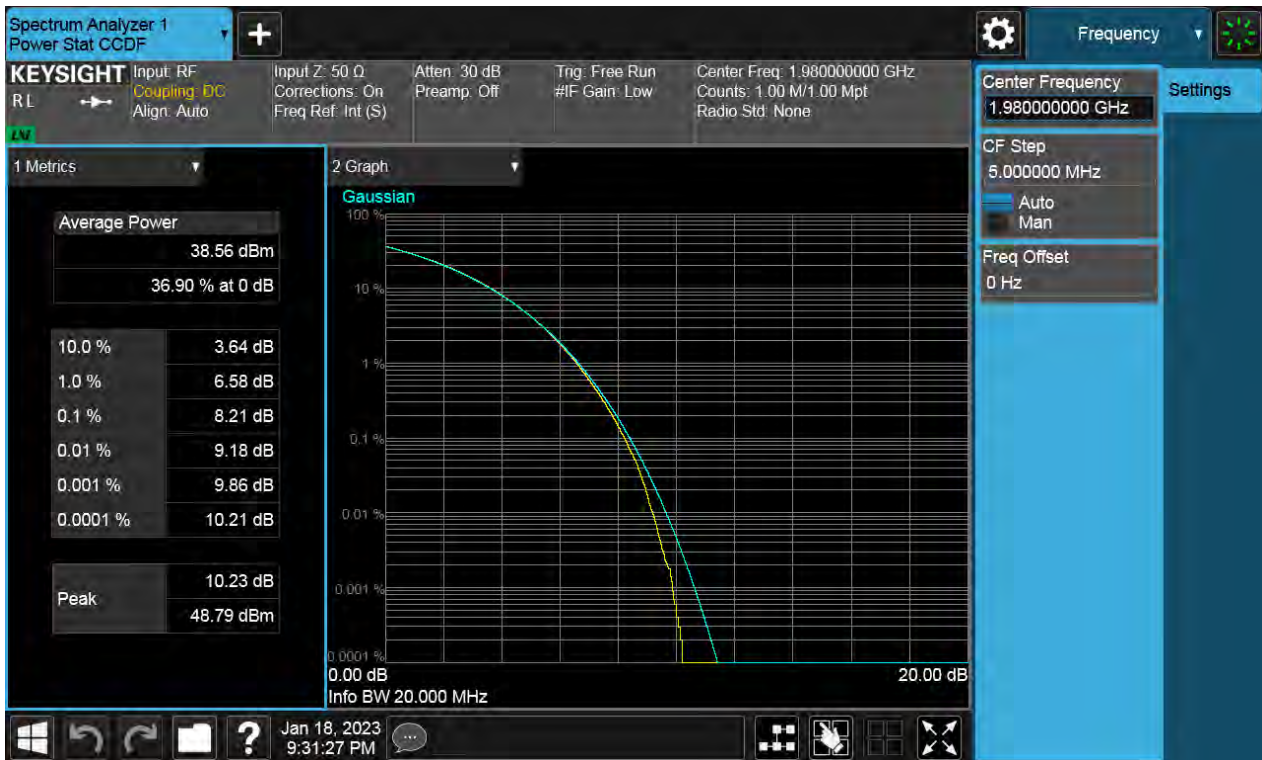 Spectrum Analyzer 1
Power Stat CCDF
Frequency
KEYSIGHT
RL
Input: RF
Coupling: DC
Align: Auto
Input Z: 50 Ω
Corrections: On
Freq Ref: Int (S)
Atten: 30 dB
Preamp: Off
Trig: Free Run
#IF Gain: Low
Center Freq: 1.980000000 GHz
Counts: 1.00 M/1.00 Mpt
Radio Std: None
Center Frequency
1.980000000 GHz
Settings
CF Step
5.000000 MHz
Auto
Man
Freq Offset
0 Hz
1 Metrics
Average Power
38.56 dBm
36.90 % at 0 dB
10.0 % 3.64 dB
1.0 % 6.58 dB
0.1 % 8.21 dB
0.01 % 9.18 dB
0.001 % 9.86 dB
0.0001 % 10.21 dB
Peak
10.23 dB
48.79 dBm
2 Graph
Gaussian
100 %
10 %
1 %
0.1 %
0.01 %
0.001 %
0.0001 %
0.00 dB 20.00 dB
Info BW 20.000 MHz
Jan 18, 2023
9:31:27 PM